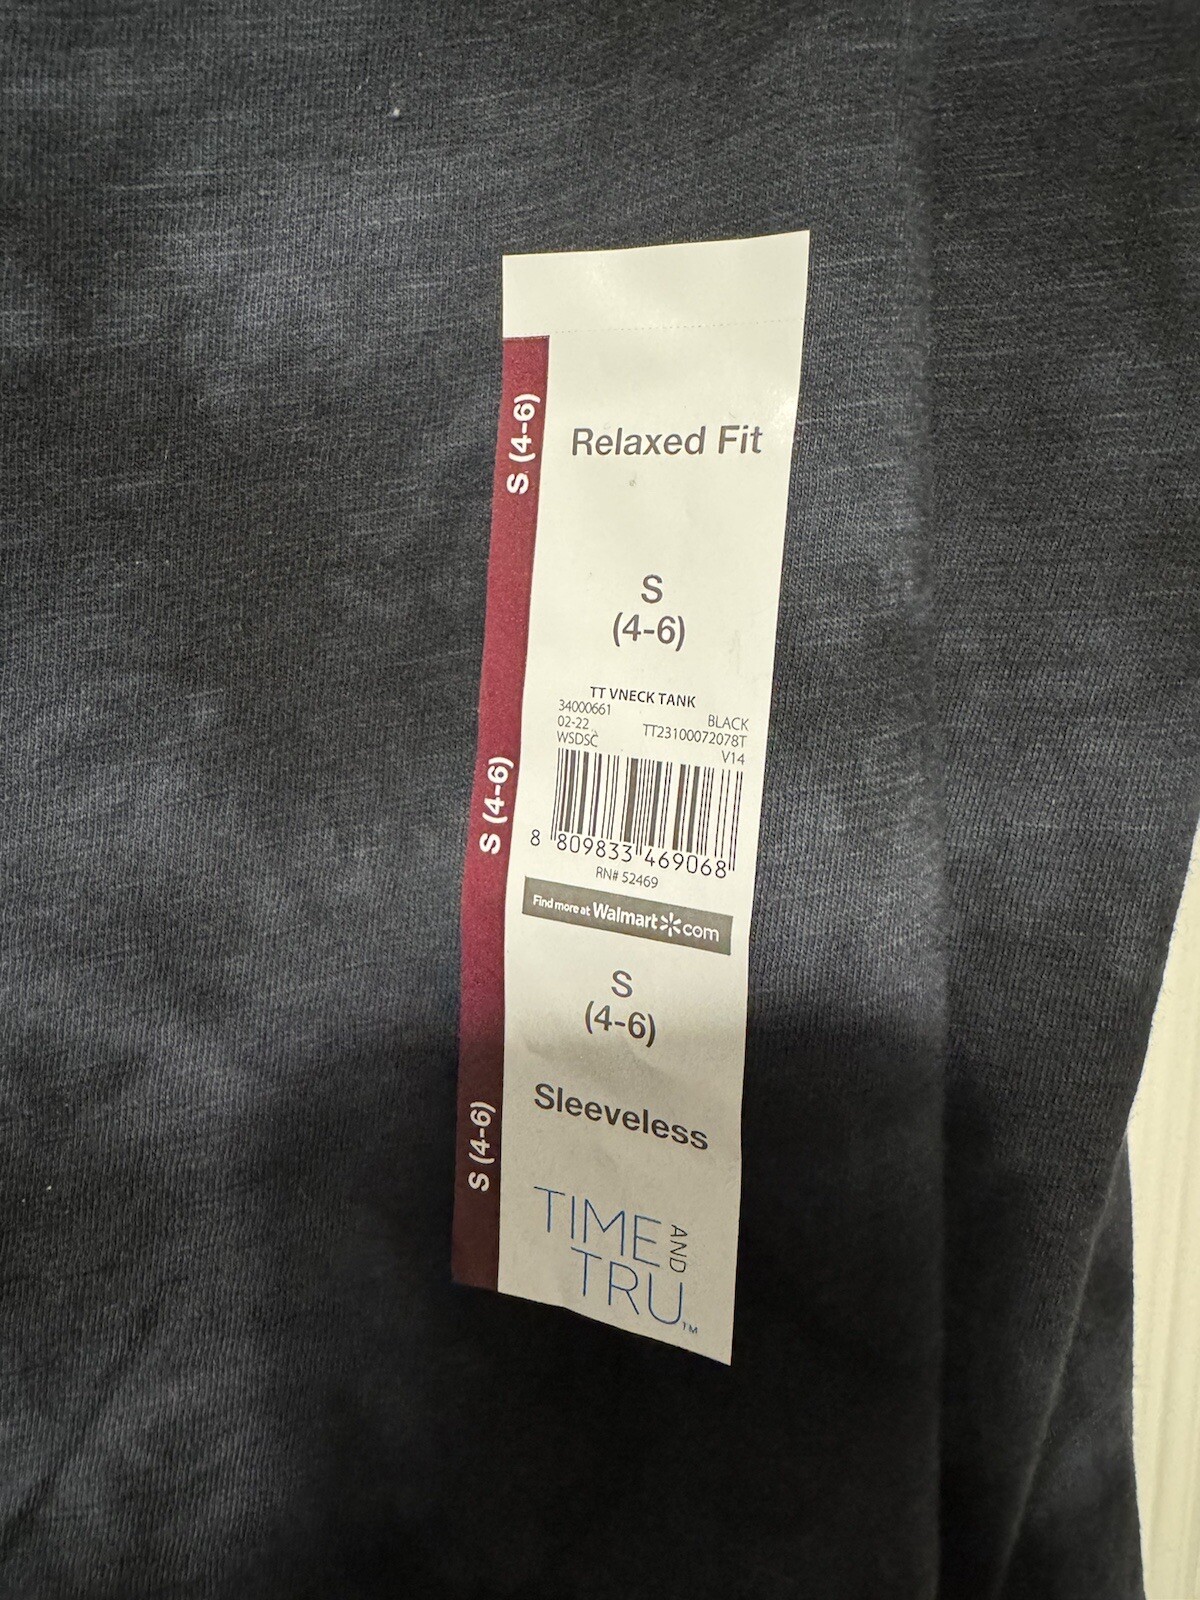 S (4-6)
Relaxed Fit
S
(4-6)
TT VNECK TANK
34000661
BLACK
02-22
TT23100072078T
WSDSC
V14
S (4-6)
8 809833 469068
RN# 52469
Find more at Walmart com
S
(4-6)
Sleeveless
S (4-6)
TIME AND
TRU™